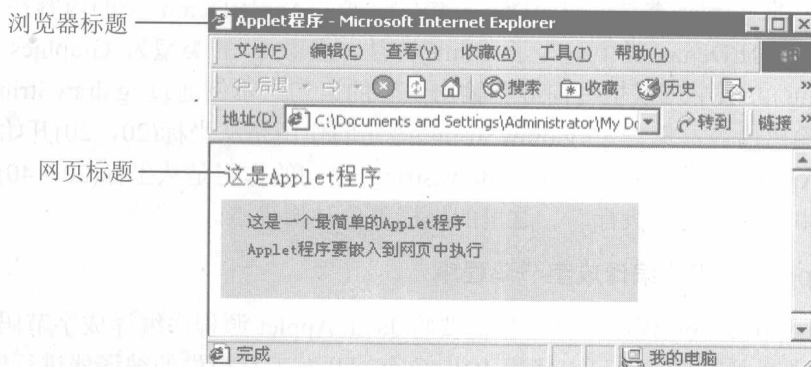 浏览器标题
Applet程序 - Microsoft Internet Explorer
文件(F) 编辑(E) 查看(V) 收藏(A) 工具(T) 帮助(H)
后退 搜索 收藏 历史 »
地址(D) C:\Documents and Settings\Administrator\My Do 转到 链接 »
网页标题
这是Applet程序
这是一个最简单的Applet程序
Applet程序要嵌入到网页中执行
完成 我的电脑